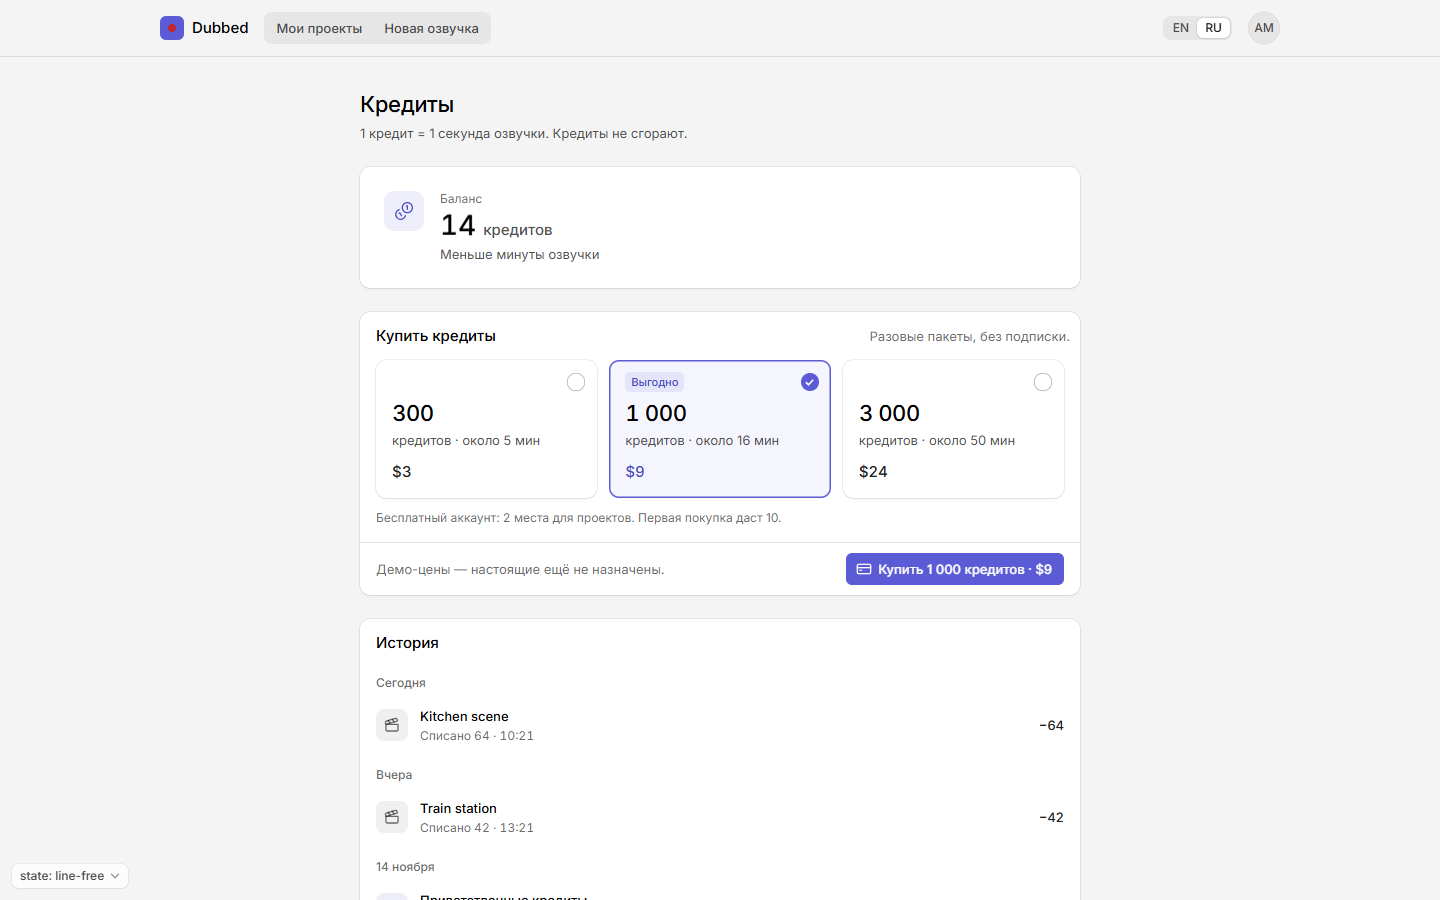 Dubbed
Мои проекты
Новая озвучка
EN
RU
AM
Кредиты
1 кредит = 1 секунда озвучки. Кредиты не сгорают.
Баланс
14 кредитов
Меньше минуты озвучки
Купить кредиты
Разовые пакеты, без подписки.
300
кредитов · около 5 мин
$3
Выгодно
1 000
кредитов · около 16 мин
$9
3 000
кредитов · около 50 мин
$24
Бесплатный аккаунт: 2 места для проектов. Первая покупка даст 10.
Демо-цены — настоящие ещё не назначены.
Купить 1 000 кредитов · $9
История
Сегодня
Kitchen scene
Списано 64 · 10:21
−64
Вчера
Train station
Списано 42 · 13:21
−42
14 ноября
Приветственные кредиты
state: line-free